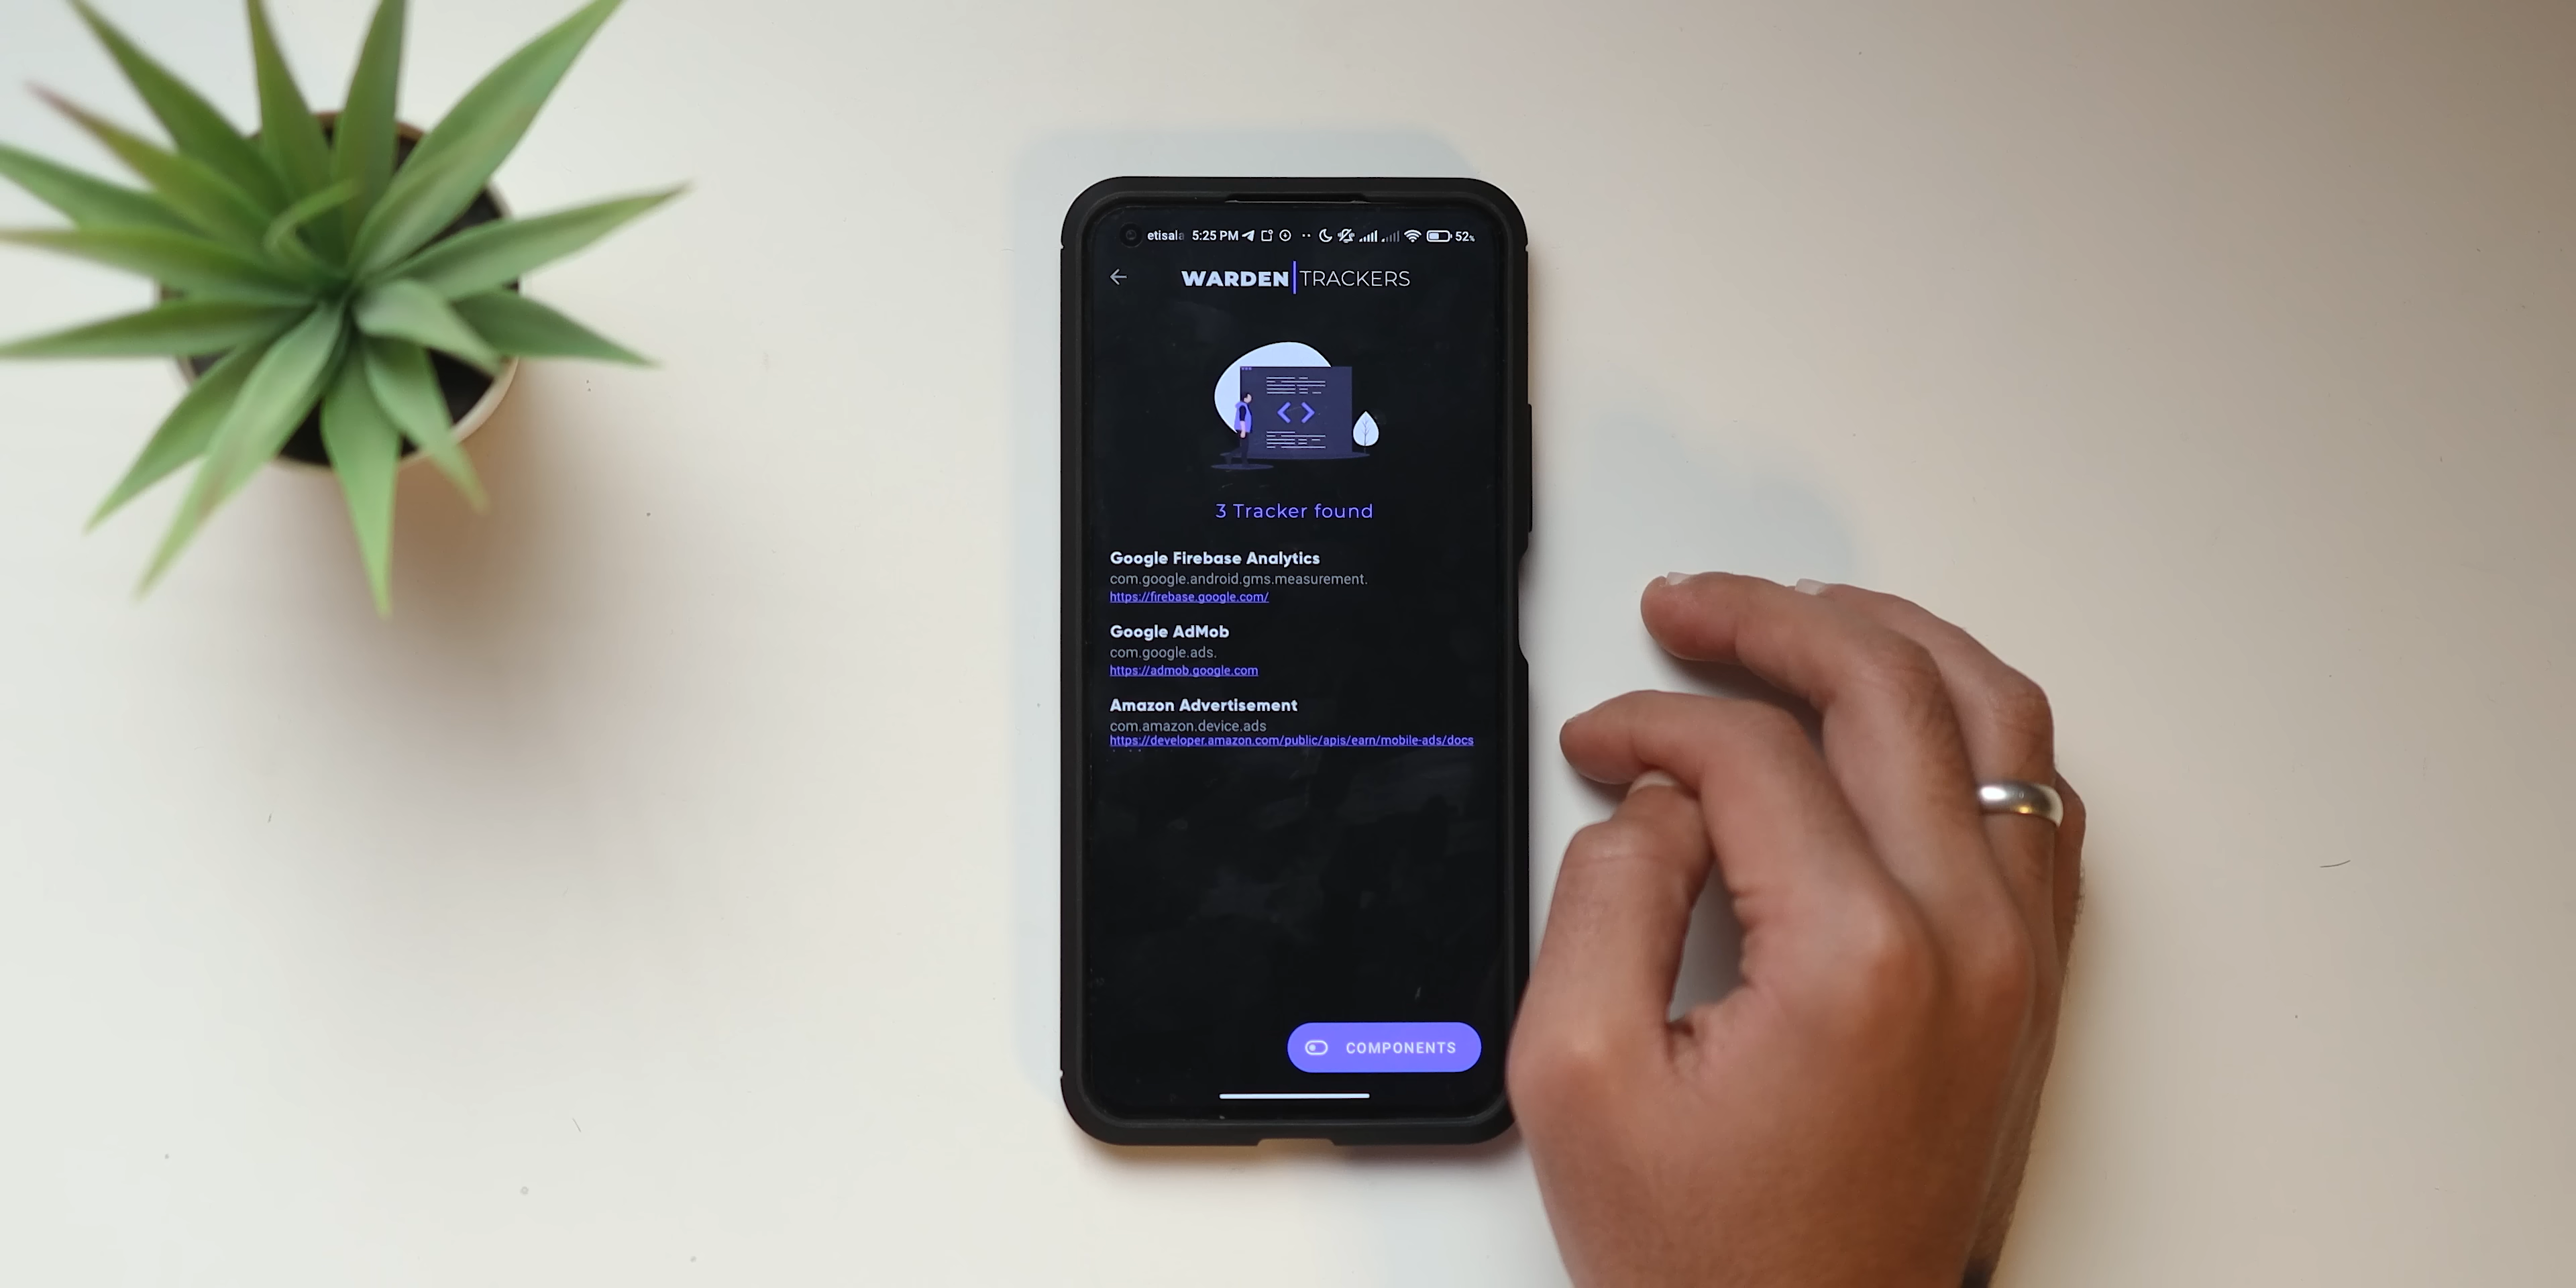 etisala 5:25 PM 52%
WARDEN TRACKERS
3 Tracker found
Google Firebase Analytics
com.google.android.gms.measurement.
https://firebase.google.com/
Google AdMob
com.google.ads.
https://admob.google.com
Amazon Advertisement
com.amazon.device.ads
https://developer.amazon.com/public/apis/earn/mobile-ads/docs
COMPONENTS